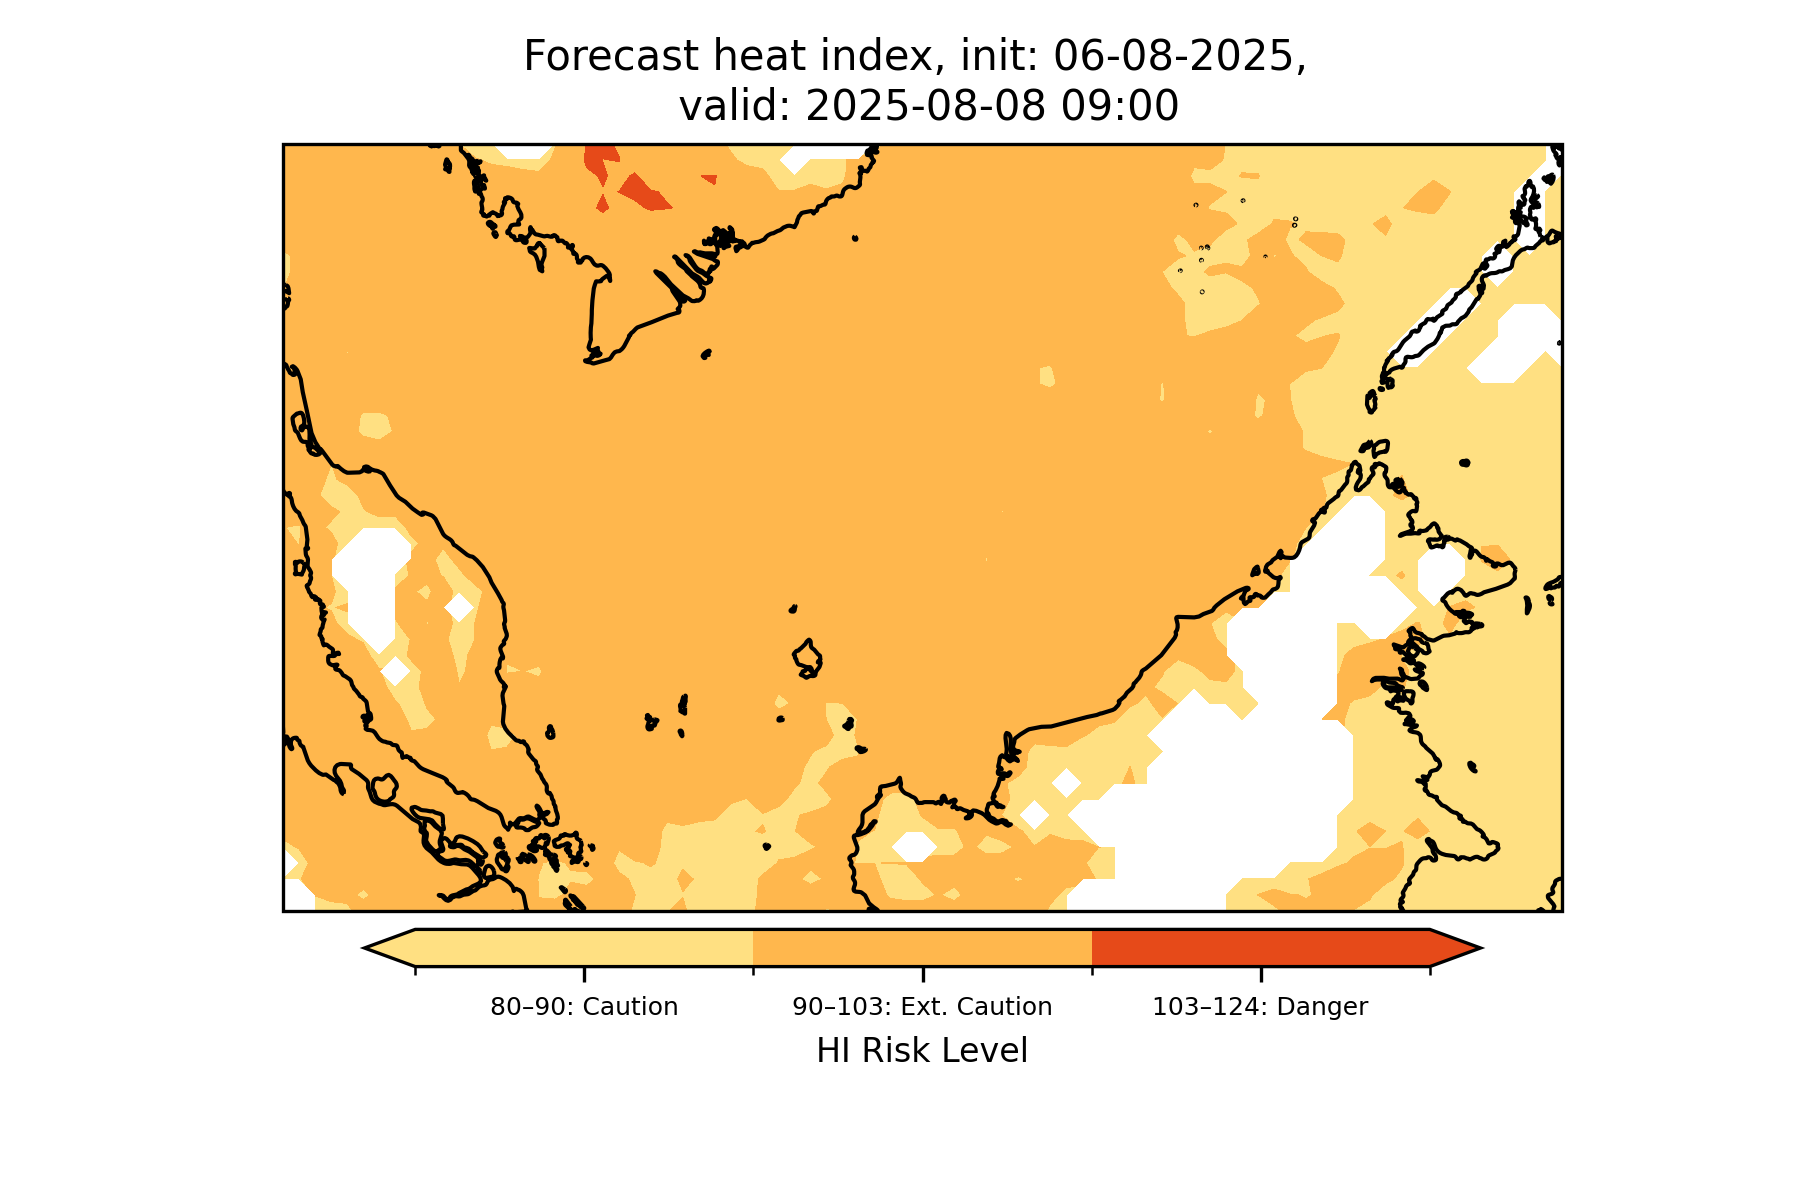 Forecast heat index, init: 06-08-2025,
valid: 2025-08-08 09:00
80–90: Caution
90–103: Ext. Caution
103–124: Danger
HI Risk Level